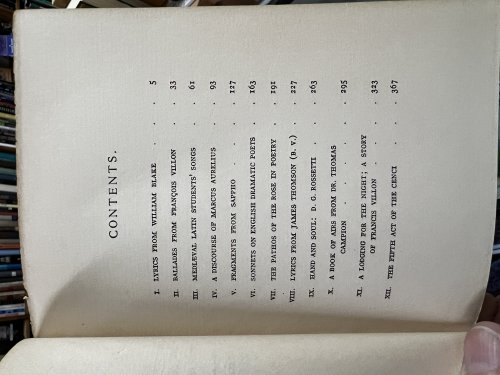 CONTENTS.
I. LYRICS FROM WILLIAM BLAKE . . . 5
II. BALLADES FROM FRANÇOIS VILLON . . 33
III. MEDIÆVAL LATIN STUDENTS' SONGS . . 61
IV. A DISCOURSE OF MARCUS AURELIUS . . 93
V. FRAGMENTS FROM SAPPHO . . . . 127
VI. SONNETS ON ENGLISH DRAMATIC POETS . 163
VII. THE PATHOS OF THE ROSE IN POETRY . . 191
VIII. LYRICS FROM JAMES THOMSON (B. V.) . . 227
IX. HAND AND SOUL; D. G. ROSSETTI . . 263
X. A BOOK OF AIRS FROM DR. THOMAS
CAMPION . . . . . . 295
XI. A LODGING FOR THE NIGHT; A STORY
OF FRANCIS VILLON . . . . 323
XII. THE FIFTH ACT OF THE CENCI . . . 367